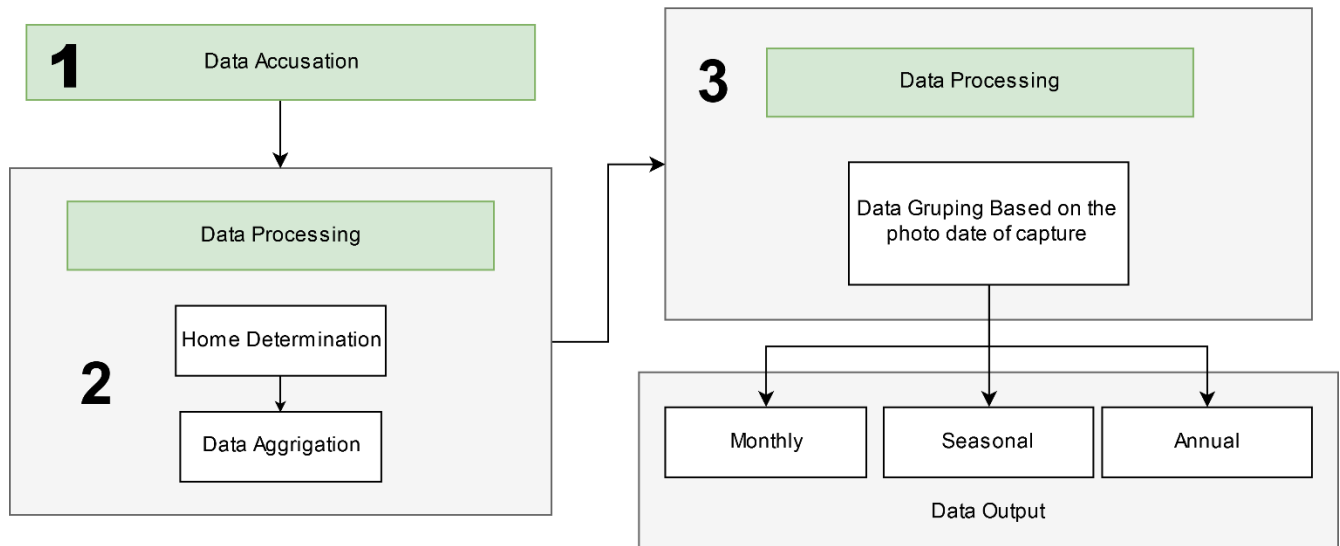 1
Data Accusation
Data Processing
Home Determination
2
Data Aggrigation
3
Data Processing
Data Gruping Based on the
photo date of capture
Monthly
Seasonal
Annual
Data Output